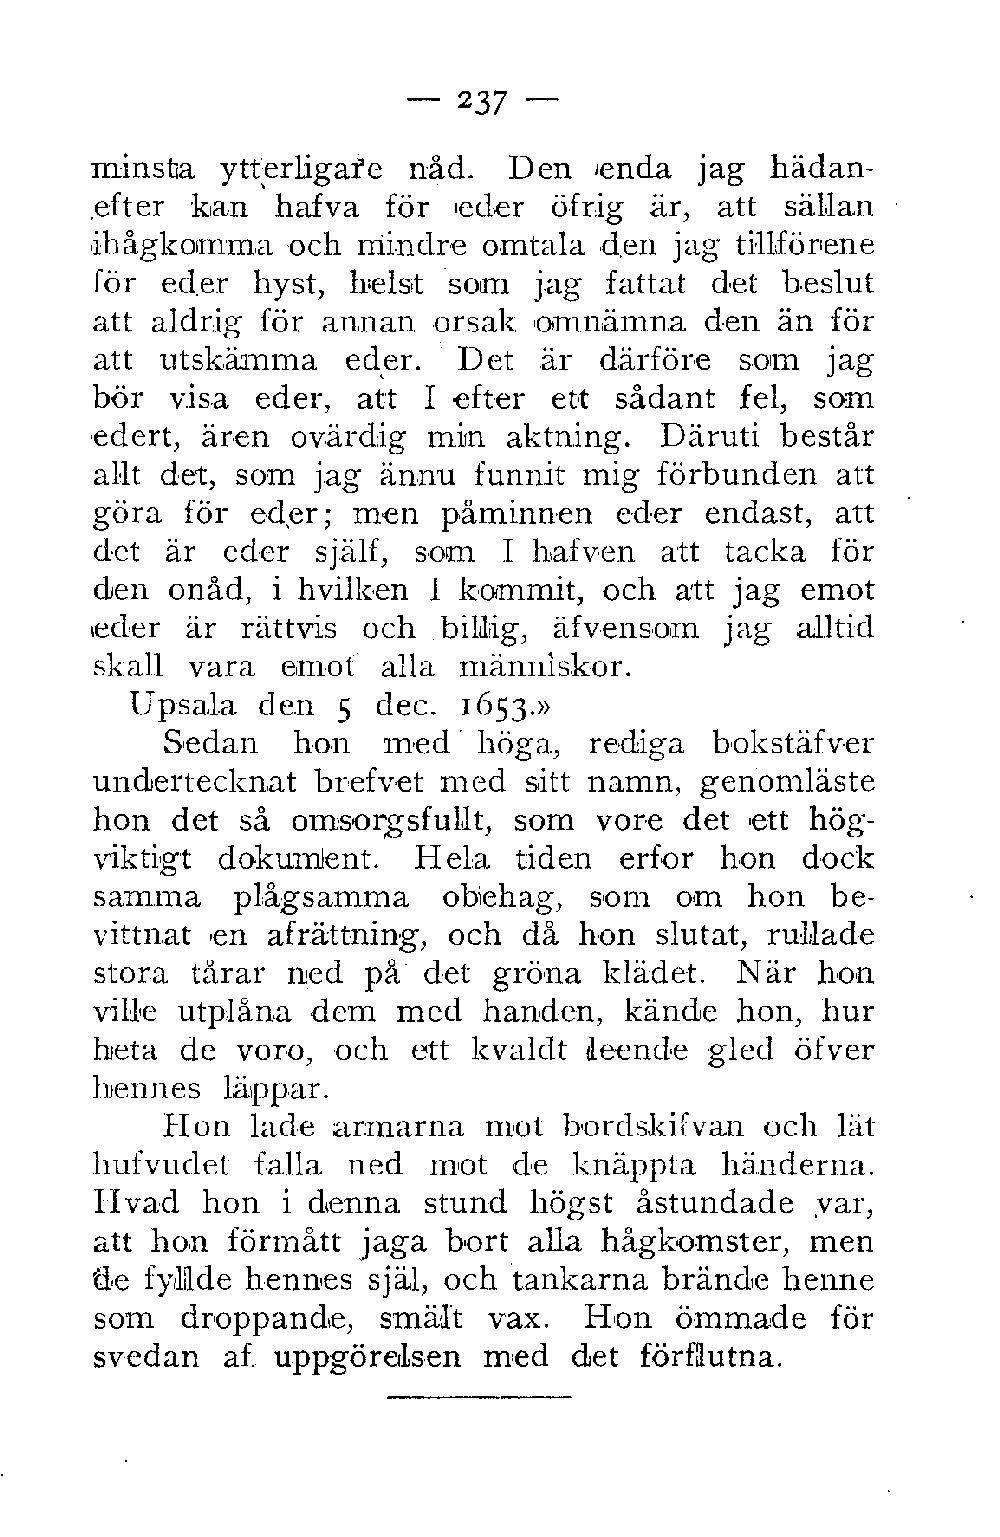 — 237 —
minsta ytterligare nåd. Den enda jag hädan-
efter kan hafva för eder öfrig är, att sällan
ihågkomma och mindre omtala den jag tillförene
för eder hyst, helst som jag fattat det beslut
att aldrig för annan orsak omnämna den än för
att utskämma eder. Det är därföre som jag
bör visa eder, att I efter ett sådant fel, som
edert, ären ovärdig min aktning. Däruti består
allt det, som jag ännu funnit mig förbunden att
göra för eder; men påminnen eder endast, att
det är eder själf, som I hafven att tacka för
den onåd, i hvilken I kommit, och att jag emot
eder är rättvis och billig, äfvensom jag alltid
skall vara emot alla människor.
Upsala den 5 dec. 1653.»
Sedan hon med höga, rediga bokstäfver
undertecknat brefvet med sitt namn, genomläste
hon det så omsorgsfullt, som vore det ett hög-
viktigt dokument. Hela tiden erfor hon dock
samma plågsamma obehag, som om hon be-
vittnat en afrättning, och då hon slutat, rullade
stora tårar ned på det gröna klädet. När hon
ville utplåna dem med handen, kände hon, hur
heta de voro, och ett kvaldt leende gled öfver
hennes läppar.
Hon lade armarna mot bordskifvan och lät
hufvudet falla ned mot de knäppta händerna.
Hvad hon i denna stund högst åstundade var,
att hon förmått jaga bort alla hågkomster, men
de fyllde hennes själ, och tankarna brände henne
som droppande, smält vax. Hon ömmade för
svedan af uppgörelsen med det förflutna.